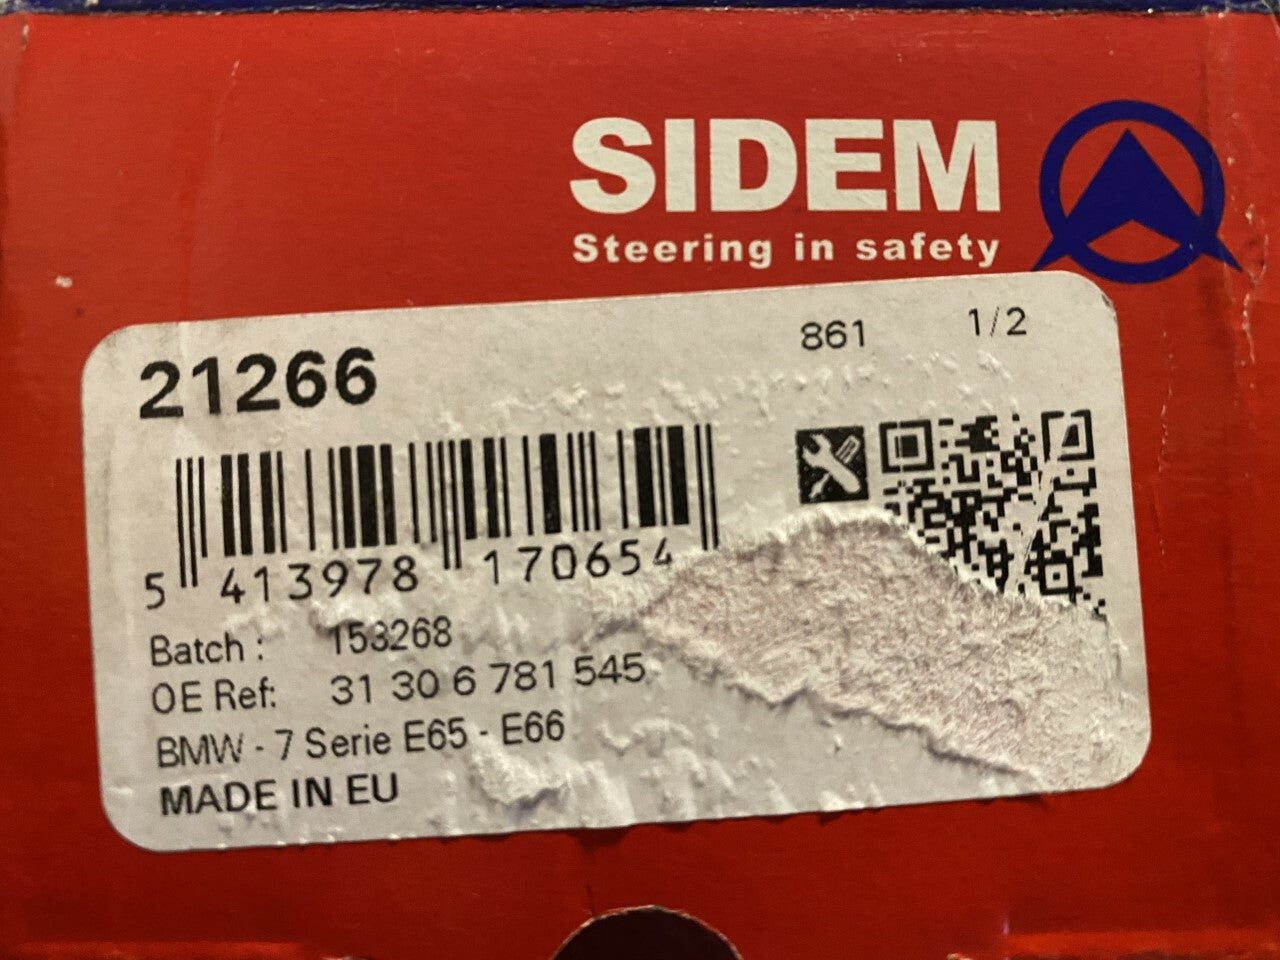 SIDEM
Steering in safety
861 1/2
21266
5 413978 170654
Batch : 153268
OE Ref: 31 30 6 781 545
BMW - 7 Serie E65 - E66
MADE IN EU